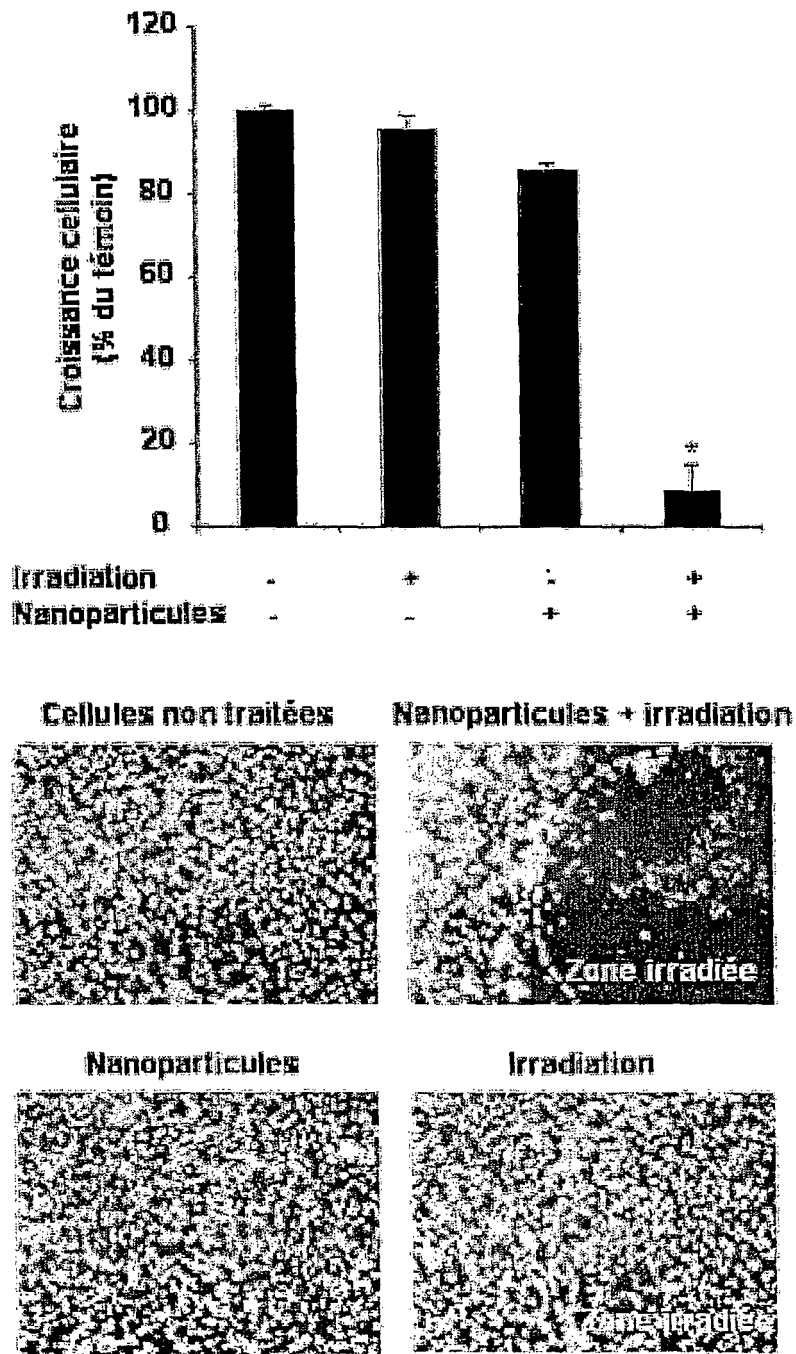 120
100
80
60
40
20
0
Croissance cellulaire
(% du témoin)
*
Irradiation - + - +
Nanoparticules - - + +
Cellules non traitées
Nanoparticules + irradiation
Zone irradiée
Nanoparticules
Irradiation
Zone irradiée